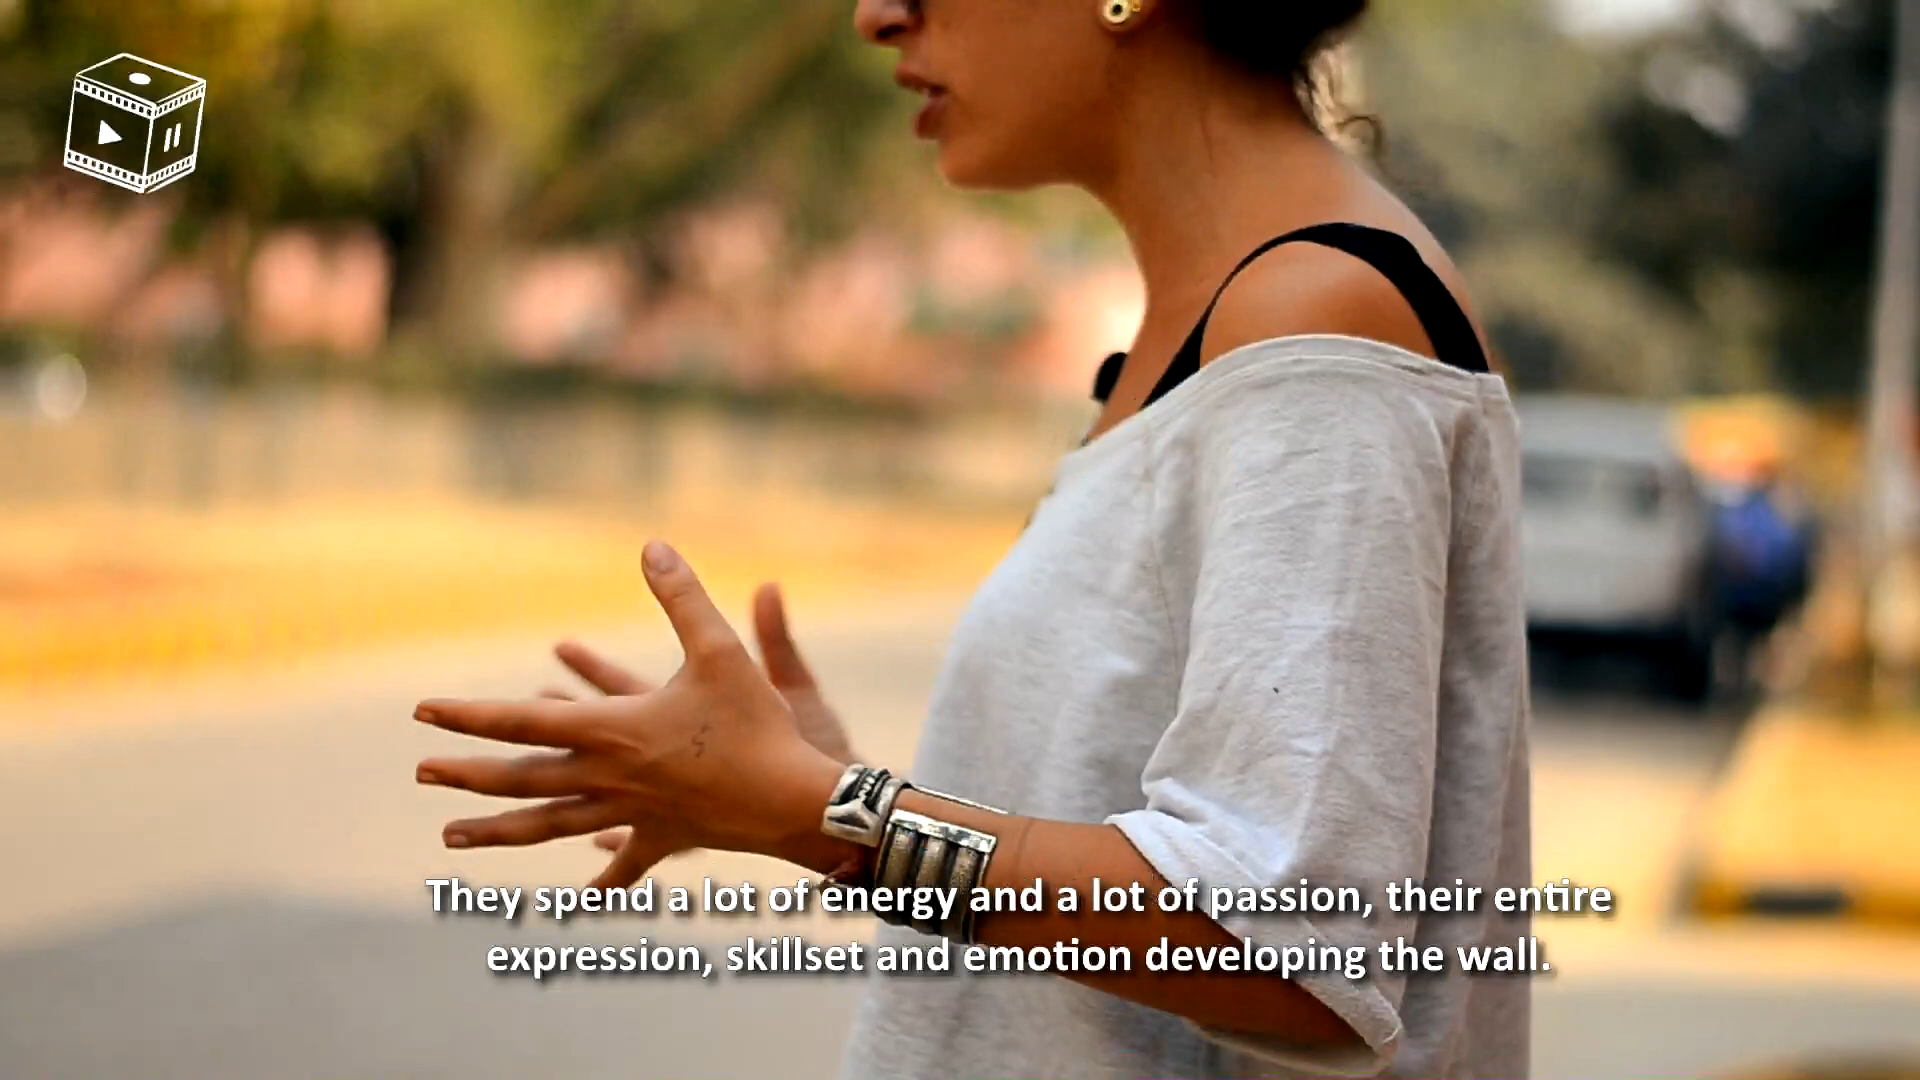 They spend a lot of energy and a lot of passion, their entire
expression, skillset and emotion developing the wall.